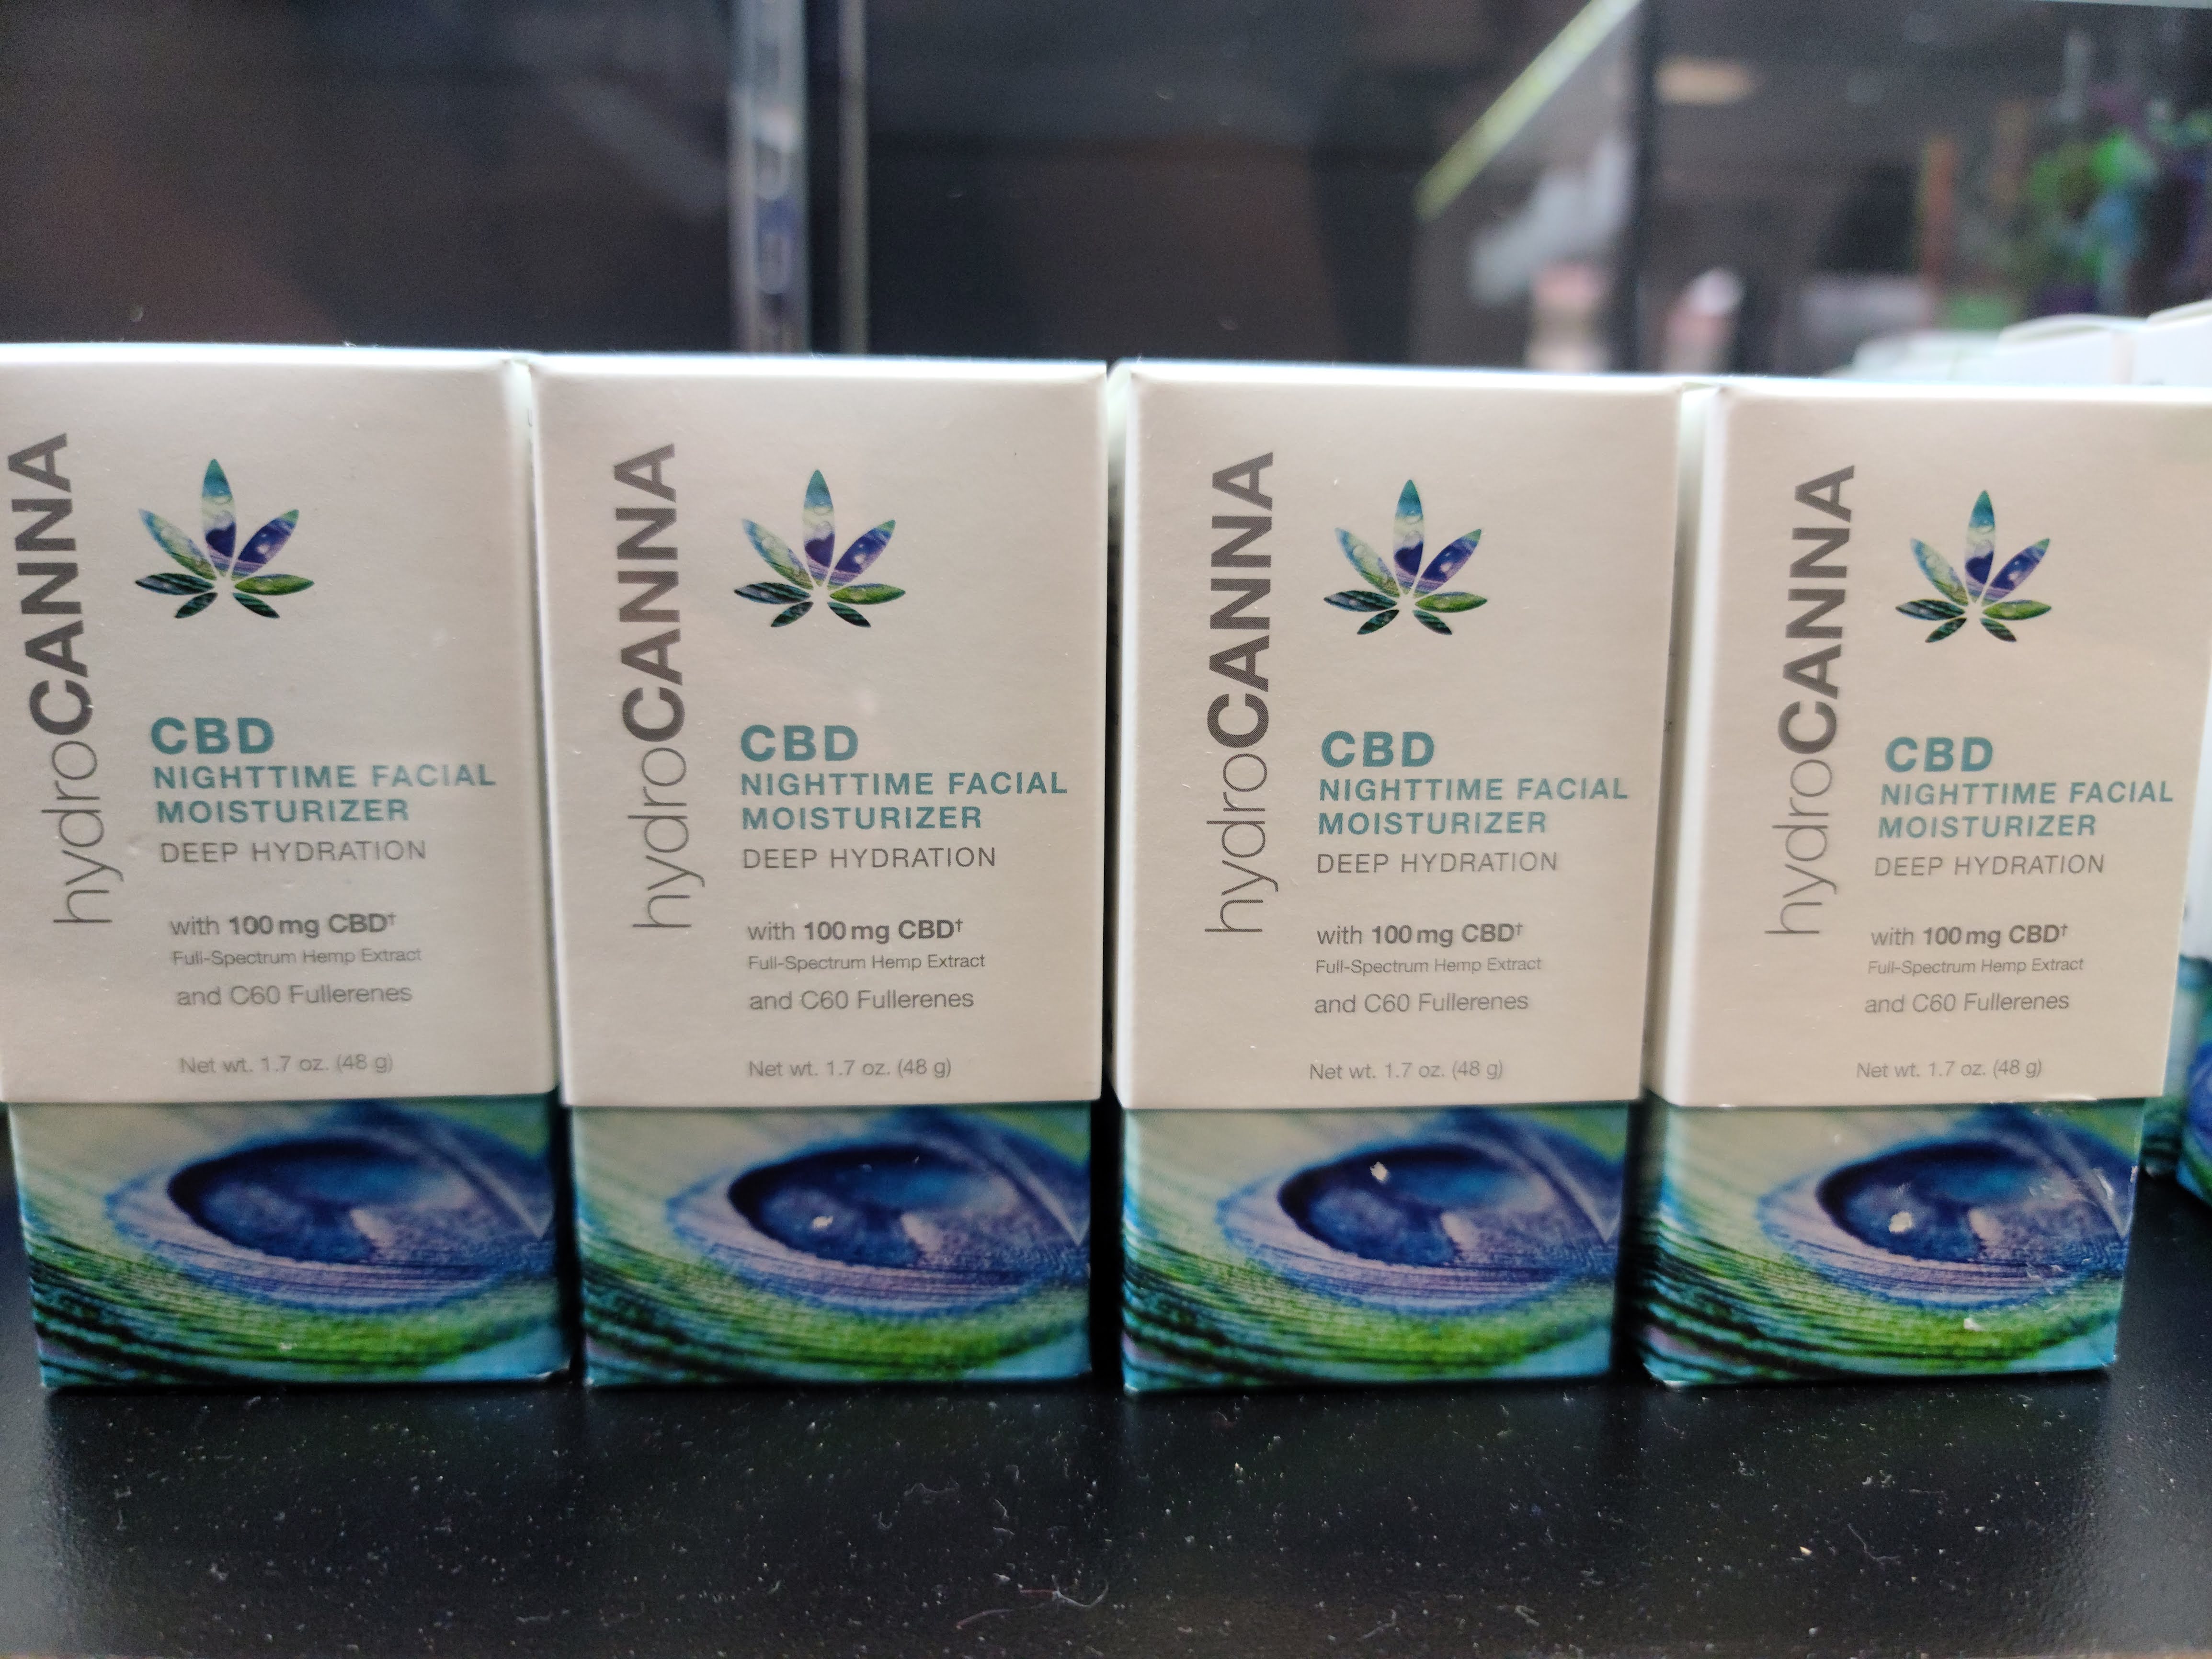 hydroCANNA
CBD
NIGHTTIME FACIAL
MOISTURIZER
DEEP HYDRATION
with 100 mg CBD†
Full-Spectrum Hemp Extract
and C60 Fullerenes
Net wt. 1.7 oz. (48 g)
hydroCANNA
CBD
NIGHTTIME FACIAL
MOISTURIZER
DEEP HYDRATION
with 100 mg CBD†
Full-Spectrum Hemp Extract
and C60 Fullerenes
Net wt. 1.7 oz. (48 g)
hydroCANNA
CBD
NIGHTTIME FACIAL
MOISTURIZER
DEEP HYDRATION
with 100 mg CBD†
Full-Spectrum Hemp Extract
and C60 Fullerenes
Net wt. 1.7 oz. (48 g)
hydroCANNA
CBD
NIGHTTIME FACIAL
MOISTURIZER
DEEP HYDRATION
with 100 mg CBD†
Full-Spectrum Hemp Extract
and C60 Fullerenes
Net wt. 1.7 oz. (48 g)